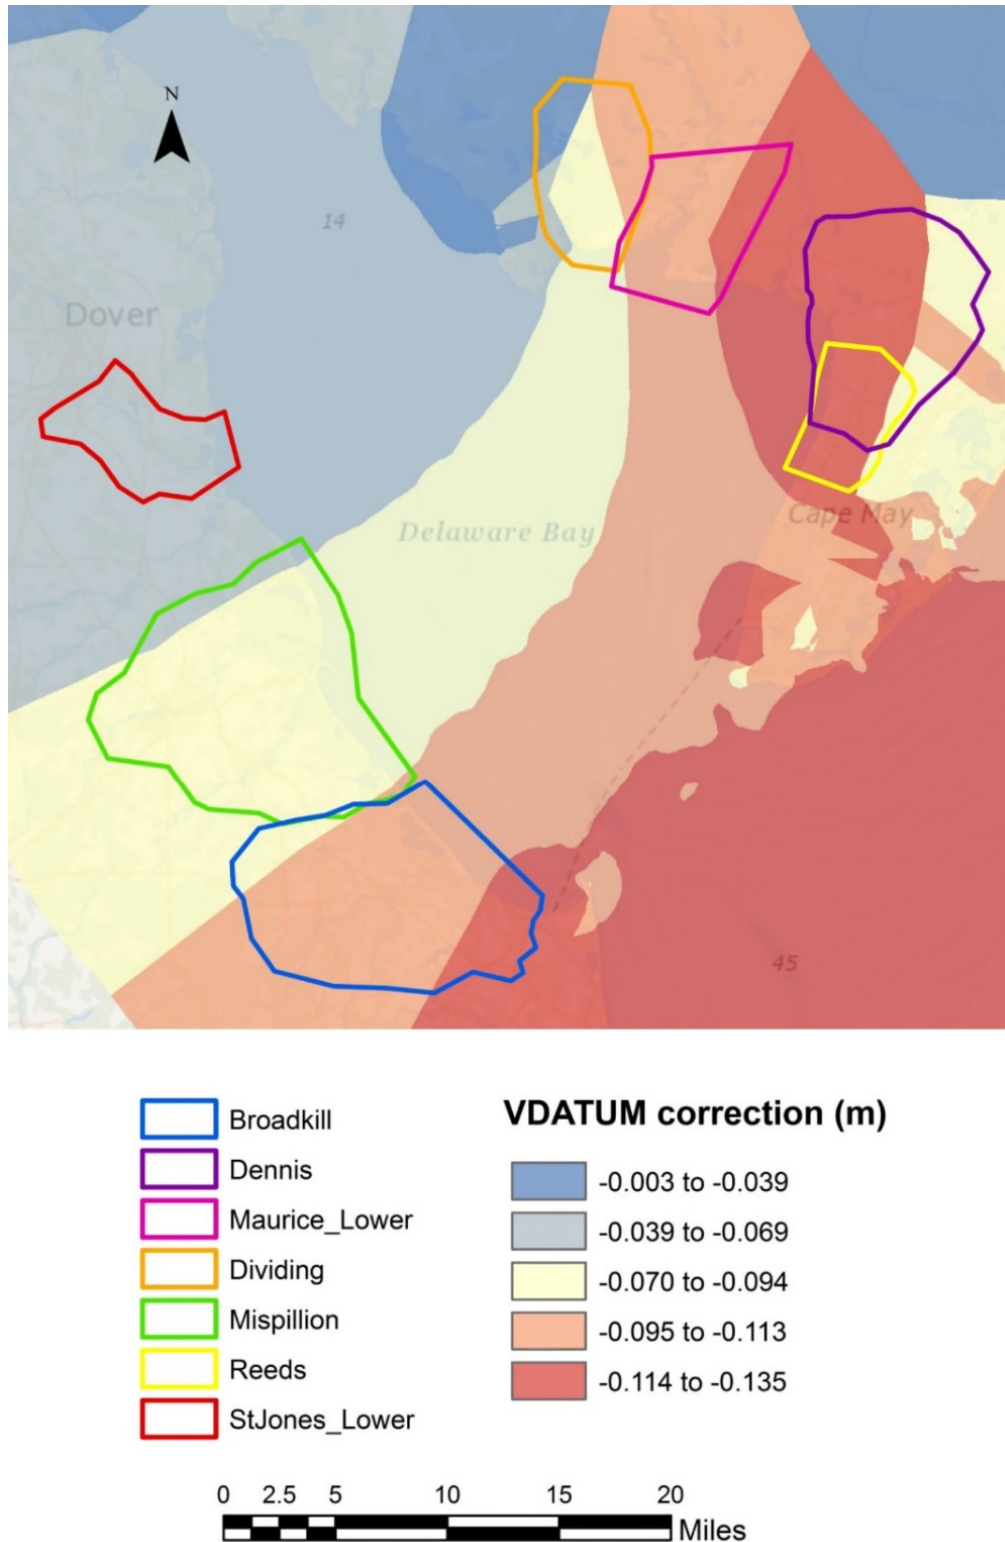 N
14
Dover
Delaware Bay
Cape May
45
Broadkill
Dennis
Maurice_Lower
Dividing
Mispillion
Reeds
StJones_Lower
VDATUM correction (m)
-0.003 to -0.039
-0.039 to -0.069
-0.070 to -0.094
-0.095 to -0.113
-0.114 to -0.135
0 2.5 5 10 15 20
Miles